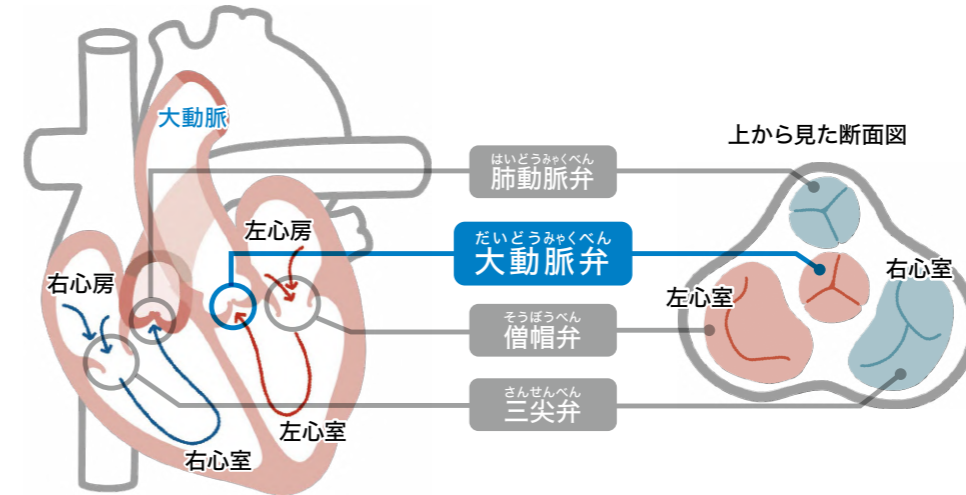 大動脈
上から見た断面図
はいどうみゃくべん
肺動脈弁
左心房
だいどうみゃくべん
大動脈弁
右心房
右心室
左心室
そうぼうべん
僧帽弁
さんせんべん
三尖弁
左心室
右心室